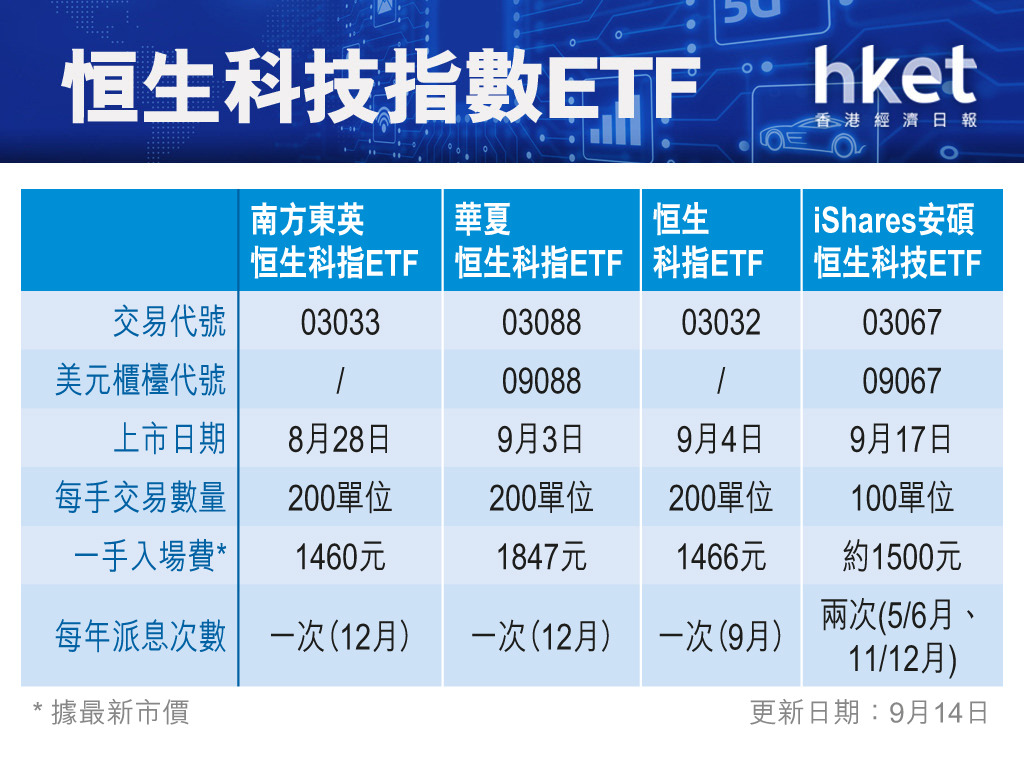 5G
恒生科技指數ETF
hket
香港經濟日報
南方東英 華夏 恒生 iShares安碩
恒生科指ETF 恒生科指ETF 科指ETF 恒生科技ETF
交易代號 03033 03088 03032 03067
美元櫃檯代號 / 09088 / 09067
上市日期 8月28日 9月3日 9月4日 9月17日
每手交易數量 200單位 200單位 200單位 100單位
一手入場費* 1460元 1847元 1466元 約1500元
每年派息次數 一次(12月) 一次(12月) 一次(9月) 兩次(5/6月、
11/12月)
* 據最新市價 更新日期：9月14日